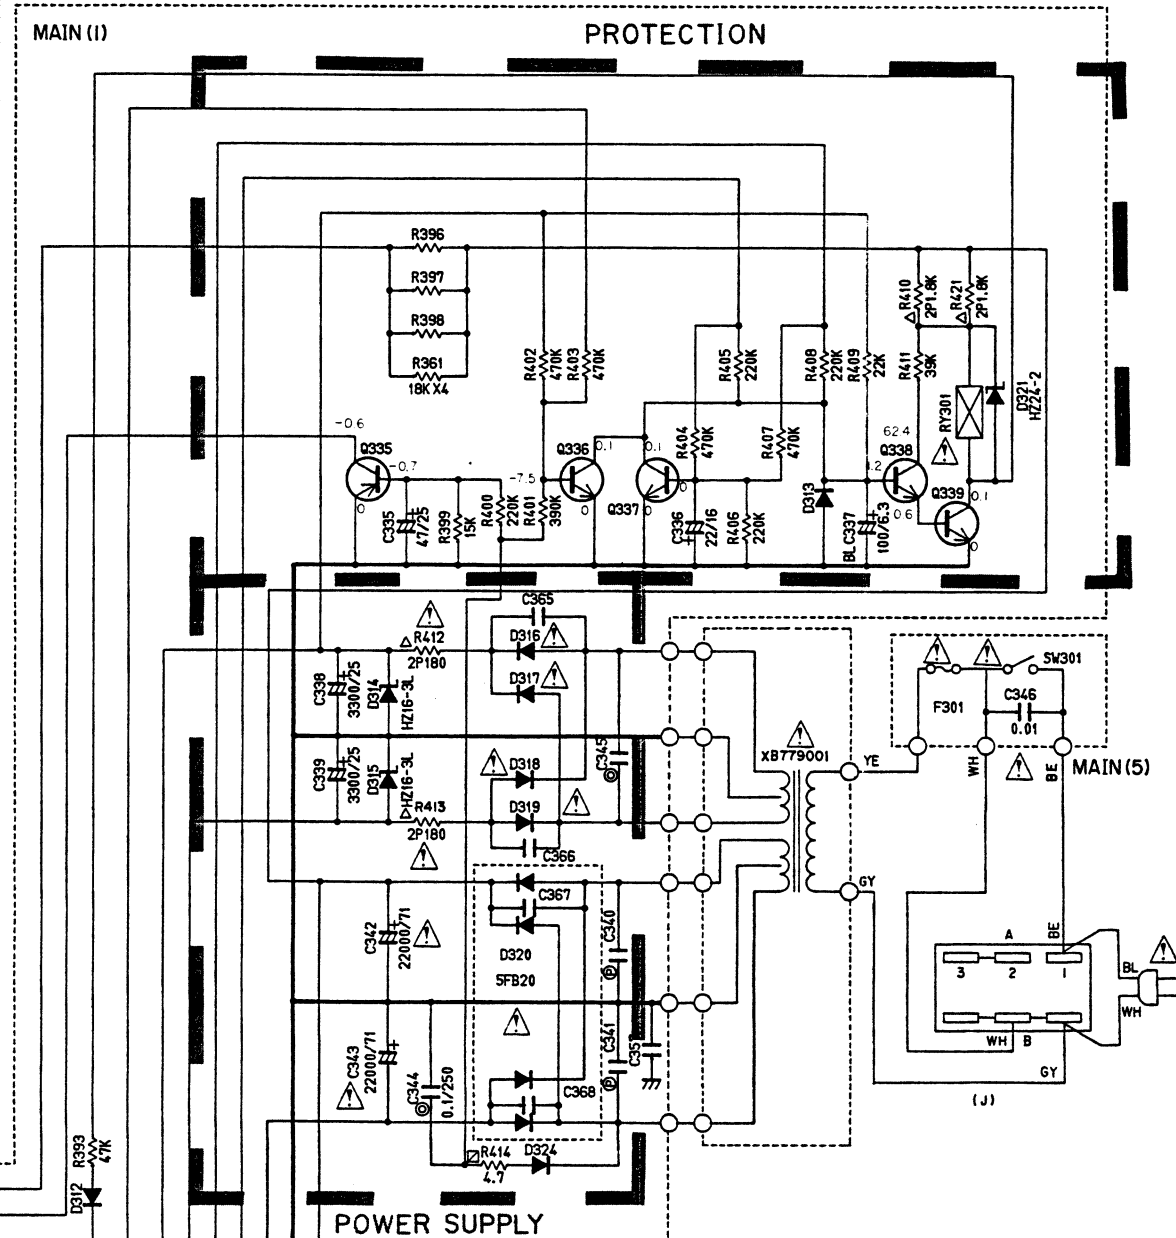 MAIN (1)
PROTECTION
R396
R397
R398
R361
18K X4
R402
470K
R403
470K
R405
220K
R408
220K
R409
22K
R410
2P1.8K
R421
2P1.8K
R411
39K
RY301
D321
HZ24-2
-0.6
Q335
-0.7
0
C335
47/25
R399
15K
R400
220K
-7.5
R401
390K
Q336
0.1
0
0.1
Q337
0
0
R404
470K
R407
470K
C336
22/16
R406
220K
D313
1.2
BL C337
100/6.3
62.4
Q338
0.6
Q339
0.1
0
C365
R412
2P180
D316
D317
C338
3300/25
D314
HZ16-3L
C339
3300/25
D315
HZ16-3L
R413
2P180
D318
D319
C366
C345
XB779001
YE
GY
F301
SW301
C346
0.01
WH
BE
MAIN (5)
C342
22000/71
C367
D320
5FB20
C340
P
C343
22000/71
C344
0.1/250
C368
C341
P
C357
R414
4.7
D324
A
BE
3
2
1
BL
WH
WH
B
GY
(J)
R393
47K
D312
POWER SUPPLY